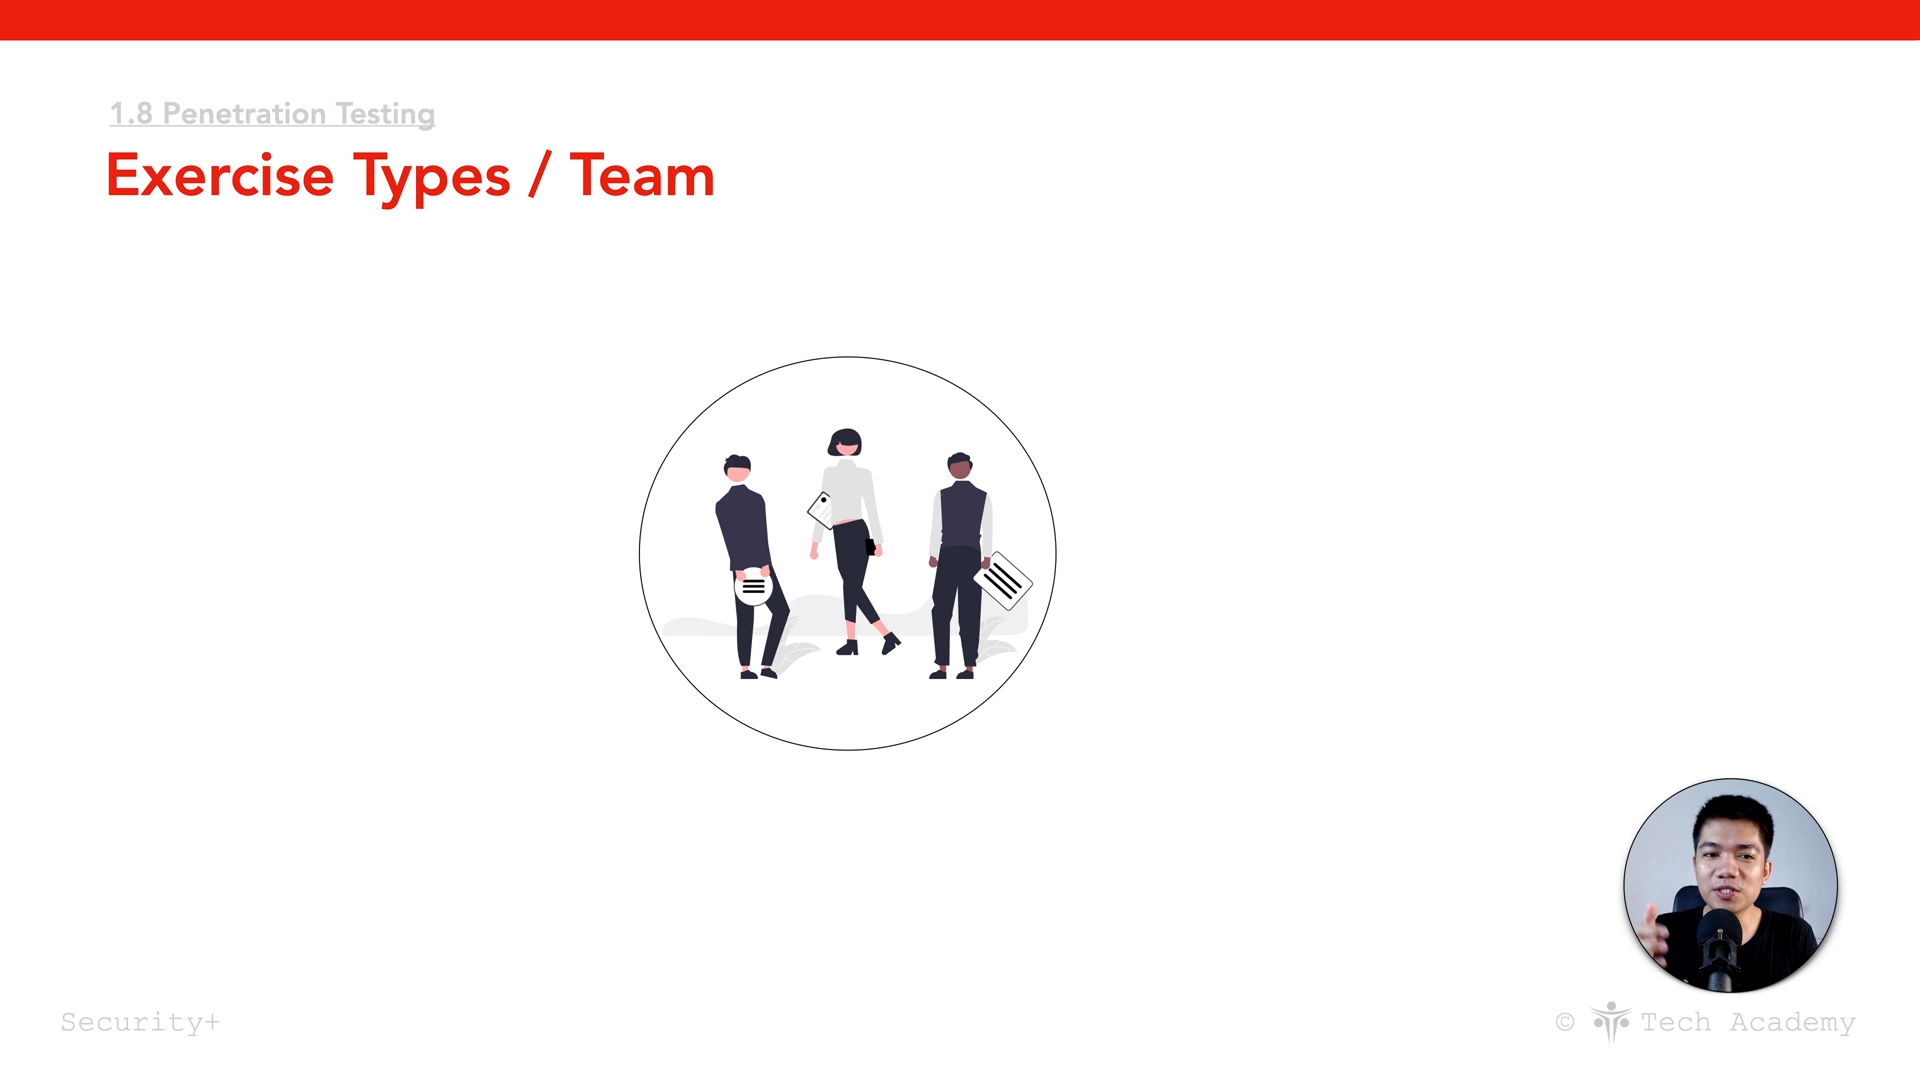 1.8 Penetration Testing
Exercise Types / Team
Security+
© Tech Academy